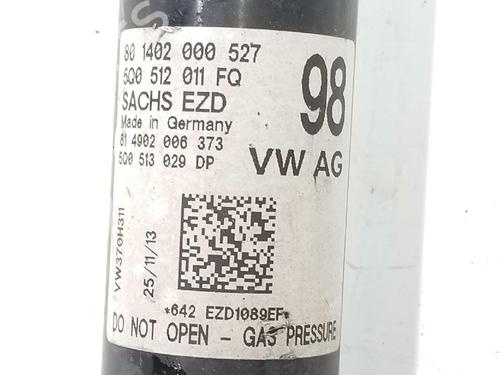 80 1402 000 527
5Q0 512 011 FQ
SACHS EZD
Made in Germany
81 4902 006 373
5Q0 513 029 DP
98
VW AG
VW370H311
25/11/13
*642 EZD1089EF*
DO NOT OPEN - GAS PRESSURE